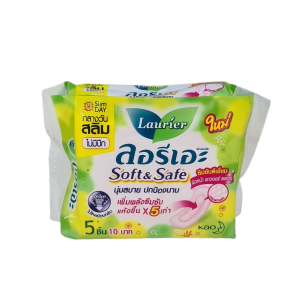 Slim
DAY
กลางวัน
สลิม
ไม่มีปีก
Laurier
ใหม่
ลอรีเอะ
Soft & Safe
นุ่มสบาย ปกป้องนาน
เพิ่มพลังซึมซับ
แห้งเร็ว X5เท่า
5 ชิ้น 10 บาท
kao